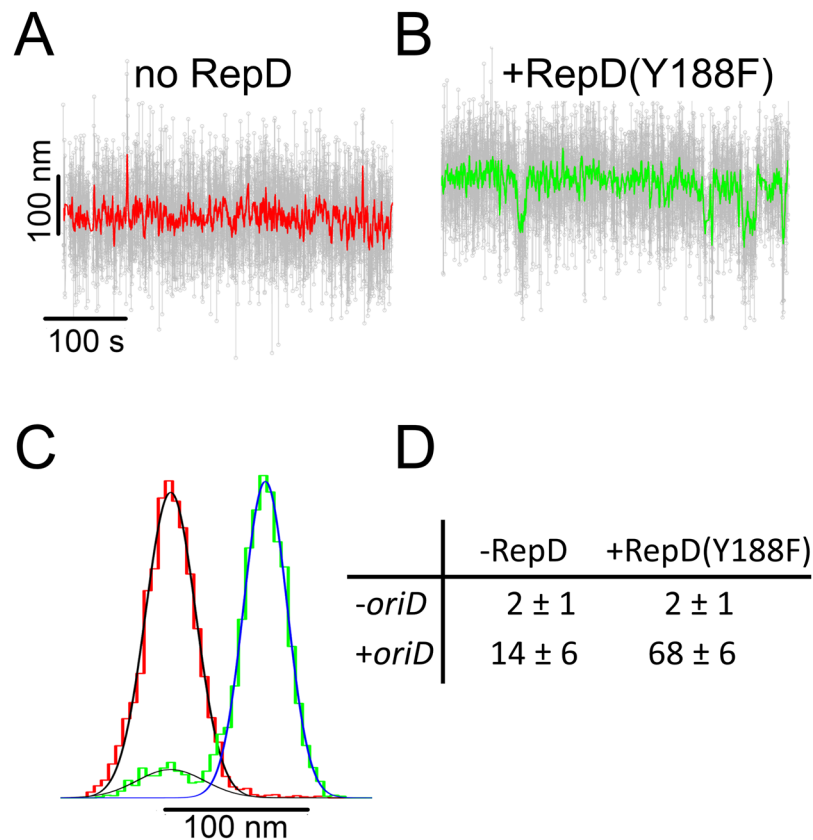 A
no RepD
100 nm
100 s
B
+RepD(Y188F)
C
100 nm
D
-RepD +RepD(Y188F)
-oriD 2 ± 1 2 ± 1
+oriD 14 ± 6 68 ± 6